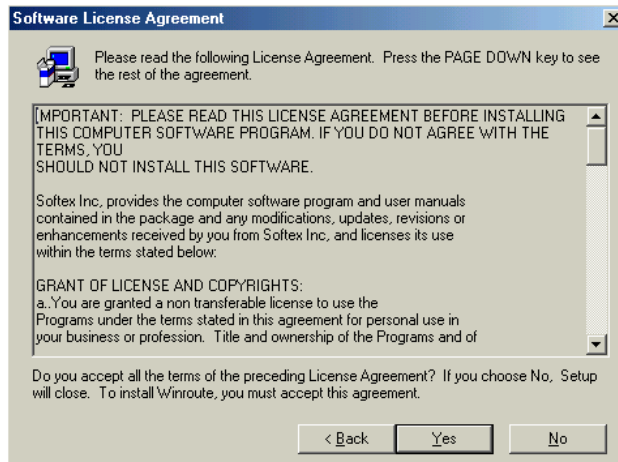 Software License Agreement
Please read the following License Agreement. Press the PAGE DOWN key to see
the rest of the agreement.
[MPORTANT: PLEASE READ THIS LICENSE AGREEMENT BEFORE INSTALLING
THIS COMPUTER SOFTWARE PROGRAM. IF YOU DO NOT AGREE WITH THE
TERMS, YOU
SHOULD NOT INSTALL THIS SOFTWARE.
Softex Inc, provides the computer software program and user manuals
contained in the package and any modifications, updates, revisions or
enhancements received by you from Softex Inc, and licenses its use
within the terms stated below:
GRANT OF LICENSE AND COPYRIGHTS:
a..You are granted a non transferable license to use the
Programs under the terms stated in this agreement for personal use in
your business or profession. Title and ownership of the Programs and of
Do you accept all the terms of the preceding License Agreement? If you choose No, Setup
will close. To install Winroute, you must accept this agreement.
< Back
Yes
No